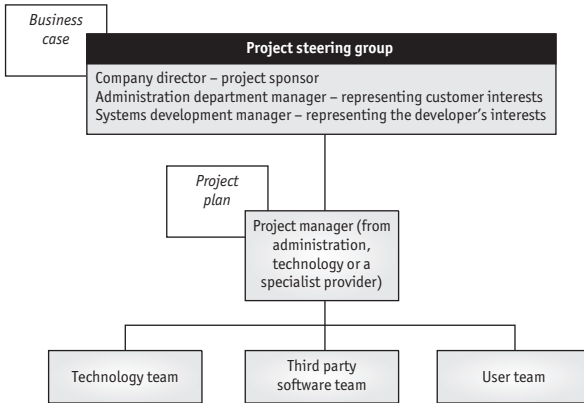 Business
case
Project steering group
Company director – project sponsor
Administration department manager – representing customer interests
Systems development manager – representing the developer's interests
Project
plan
Project manager (from
administration,
technology or a
specialist provider)
Technology team
Third party
software team
User team